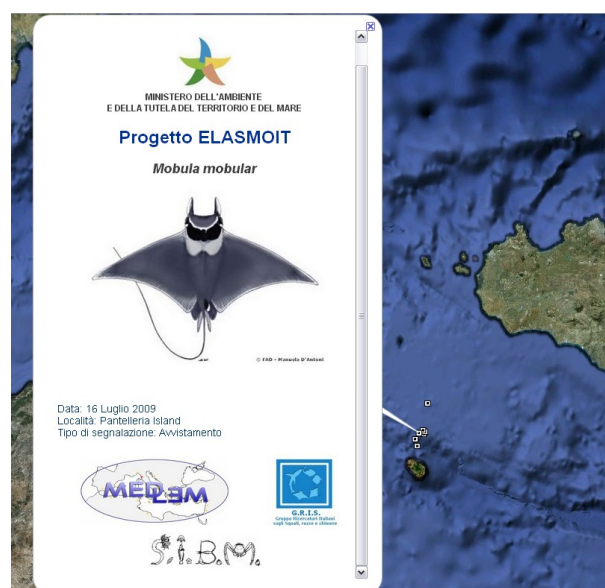 MINISTERO DELL'AMBIENTE
E DELLA TUTELA DEL TERRITORIO E DEL MARE
Progetto ELASMOIT
Mobula mobular
© FAO - Manuela D'Antoni
Data: 16 Luglio 2009
Località: Pantelleria Island
Tipo di segnalazione: Avvistamento
MEDLEM
G.R.I.S.
Gruppo Ricercatori Italiani
sugli Squali, razze e chimere
S.I.B.M.